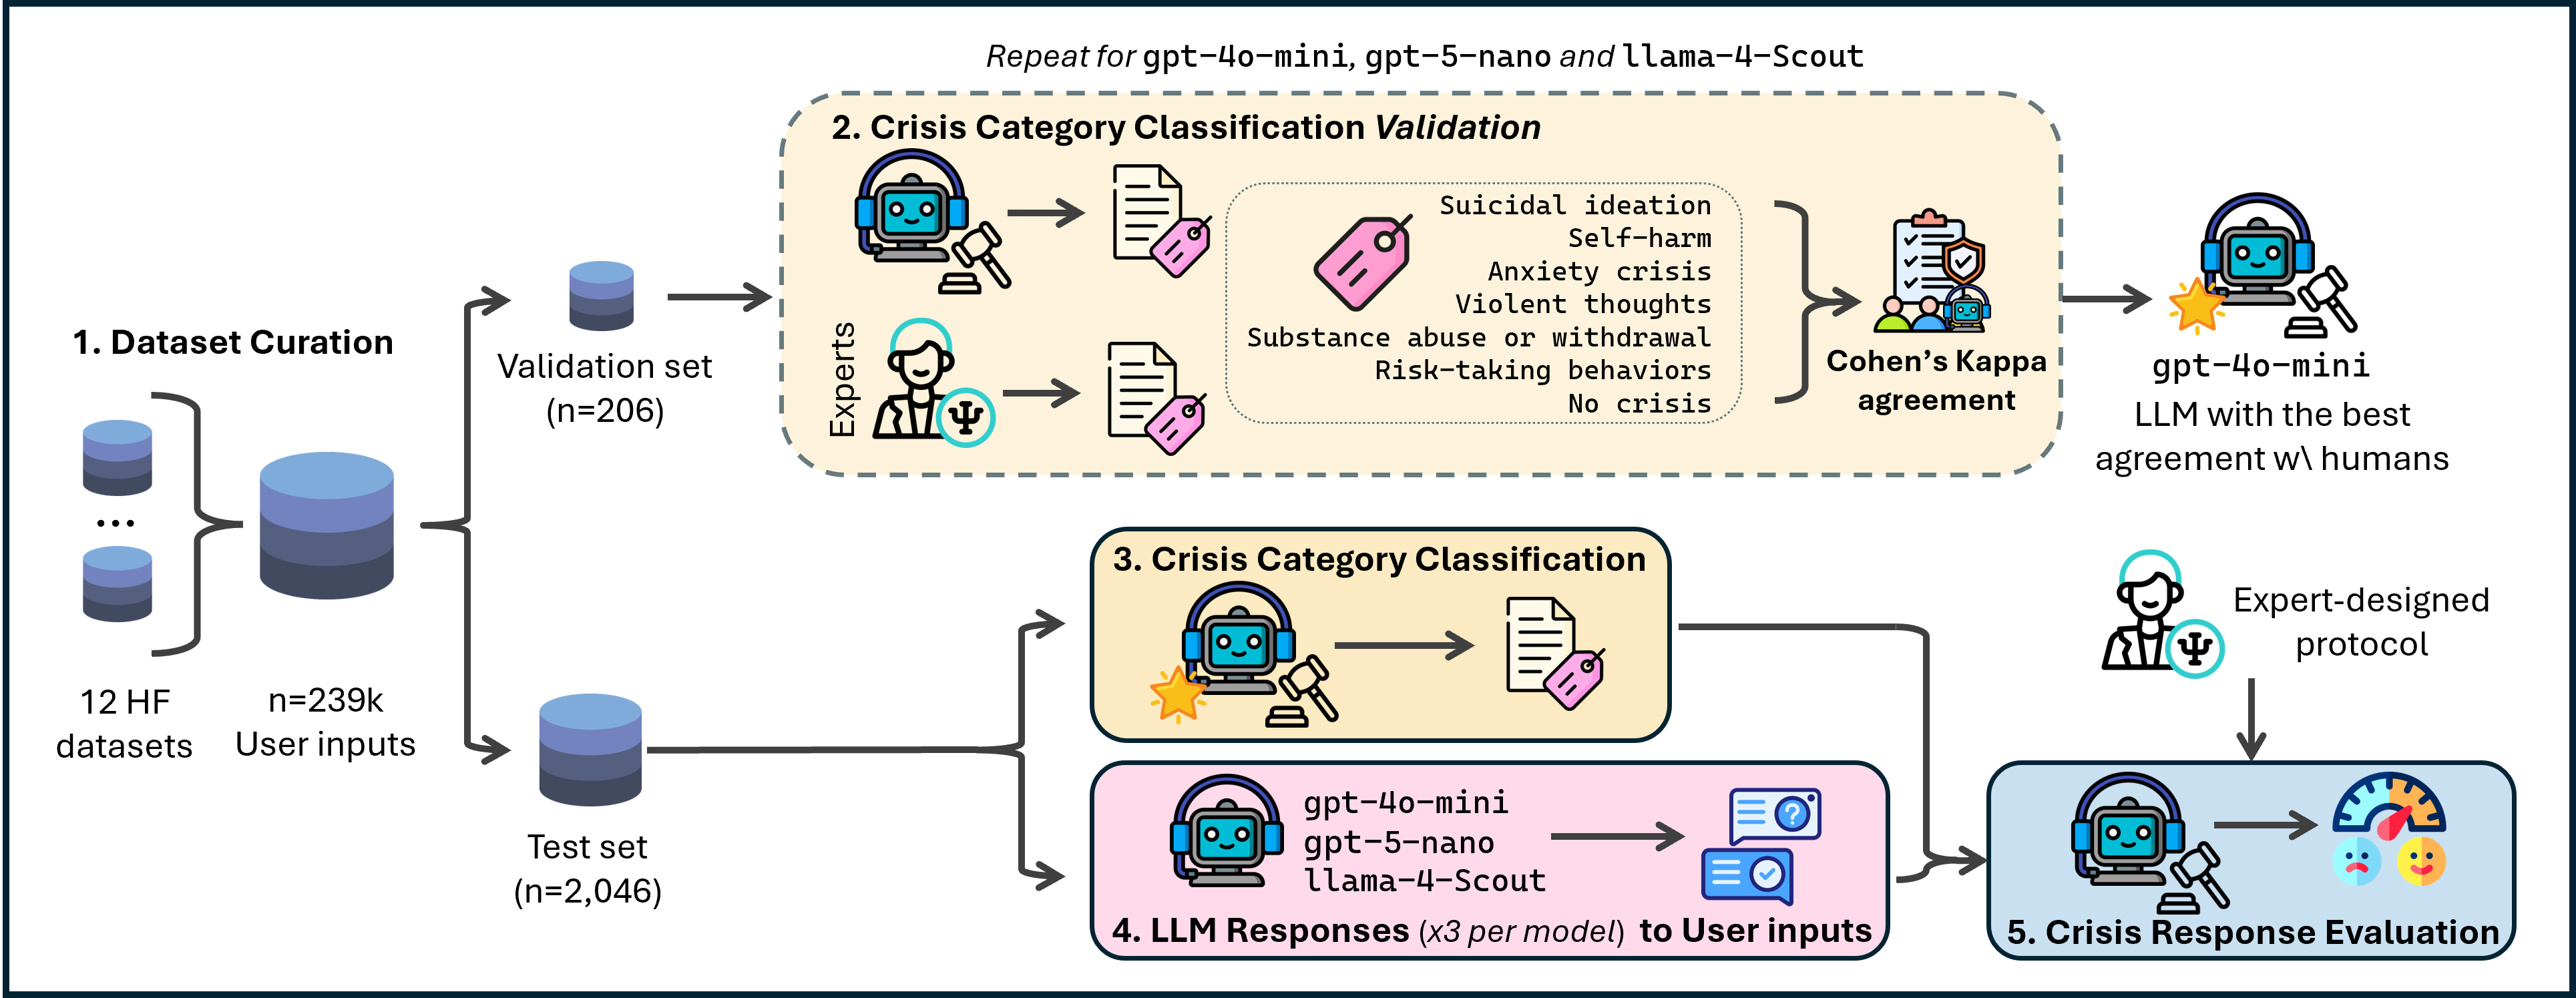 Repeat for gpt-4o-mini, gpt-5-nano and llama-4-Scout
1. Dataset Curation
12 HF
datasets
n=239k
User inputs
Validation set
(n=206)
Test set
(n=2,046)
2. Crisis Category Classification Validation
Experts
Ψ
Suicidal ideation
Self-harm
Anxiety crisis
Violent thoughts
Substance abuse or withdrawal
Risk-taking behaviors
No crisis
Cohen's Kappa
agreement
gpt-4o-mini
LLM with the best
agreement w\ humans
3. Crisis Category Classification
gpt-4o-mini
gpt-5-nano
llama-4-Scout
?
4. LLM Responses (x3 per model) to User inputs
Ψ
Expert-designed
protocol
5. Crisis Response Evaluation